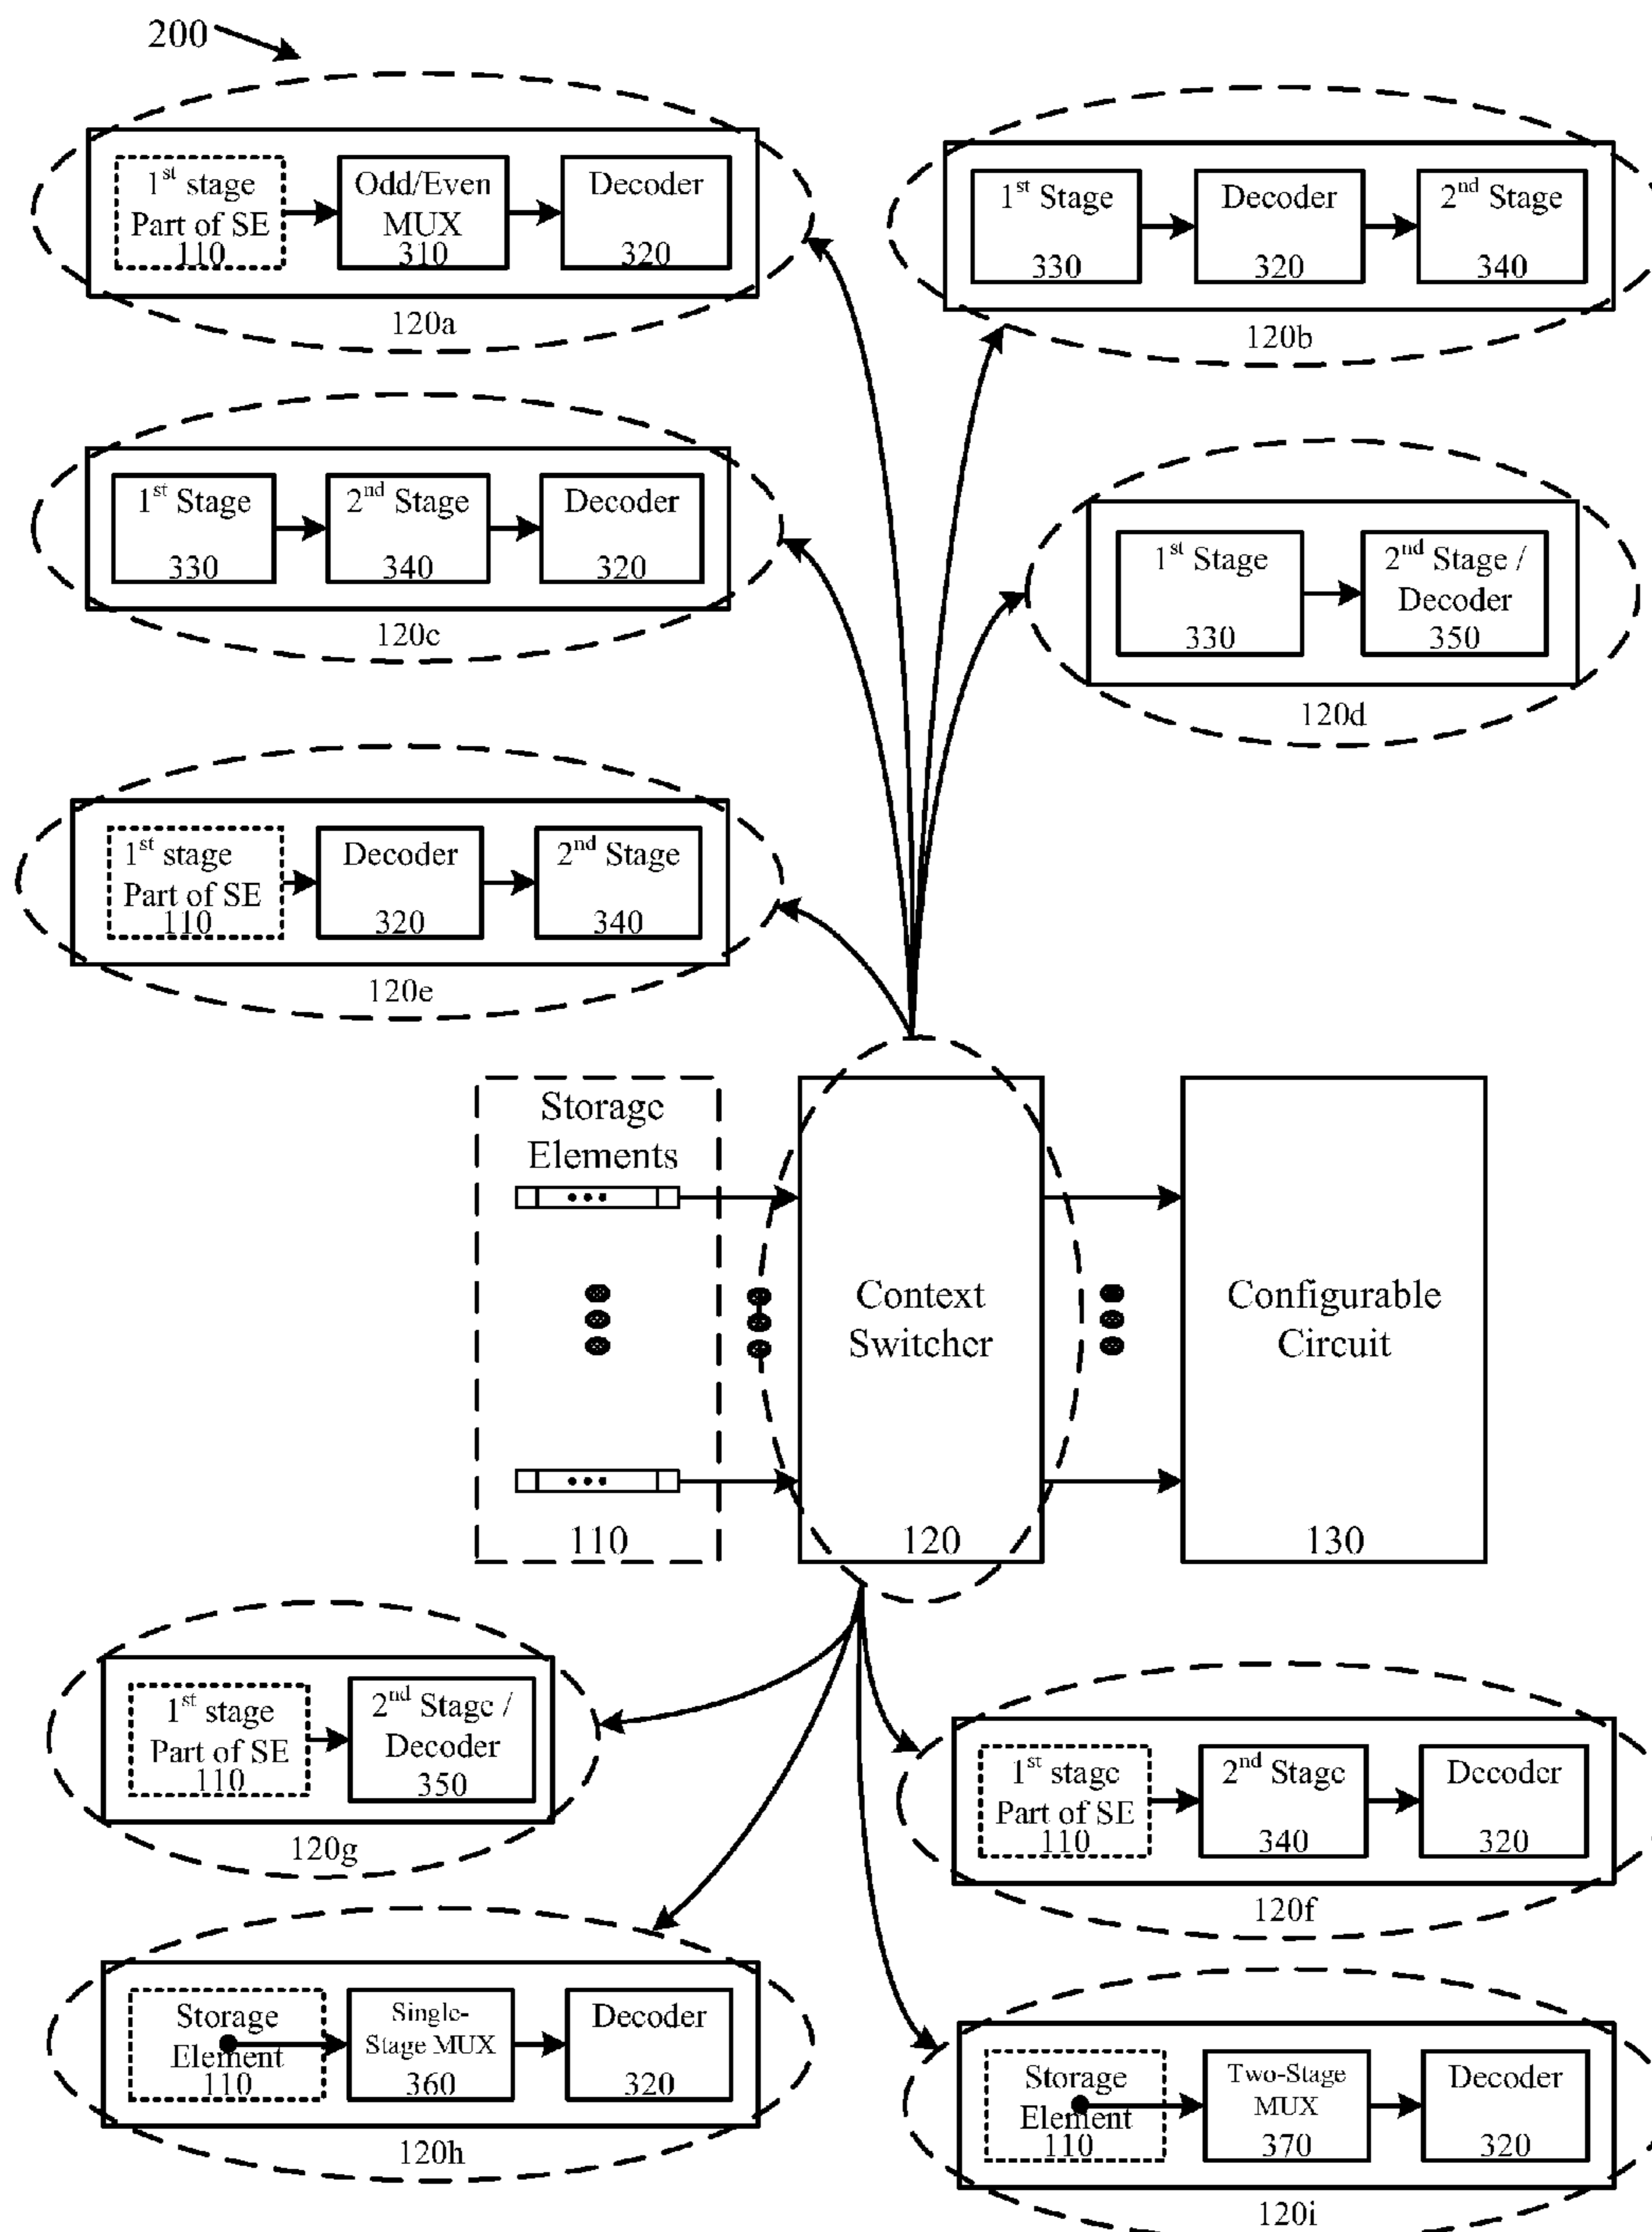 200
1st stage
Part of SE
110
Odd/Even
MUX
310
Decoder
320
120a
1st Stage
330
Decoder
320
2nd Stage
340
120b
1st Stage
330
2nd Stage
340
Decoder
320
120c
1st Stage
330
2nd Stage /
Decoder
350
120d
1st stage
Part of SE
110
Decoder
320
2nd Stage
340
120e
Storage
Elements
110
Context
Switcher
120
Configurable
Circuit
130
1st stage
Part of SE
110
2nd Stage /
Decoder
350
120g
1st stage
Part of SE
110
2nd Stage
340
Decoder
320
120f
Storage
Element
110
Single-
Stage MUX
360
Decoder
320
120h
Storage
Element
110
Two-Stage
MUX
370
Decoder
320
120i